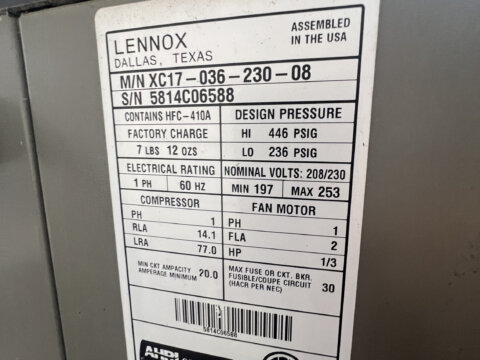 LENNOX
DALLAS, TEXAS
ASSEMBLED
IN THE USA
M/N XC17-036-230-08
S/N 5814C06588
CONTAINS HFC-410A
FACTORY CHARGE
7 LBS 12 OZS
DESIGN PRESSURE
HI 446 PSIG
LO 236 PSIG
ELECTRICAL RATING
NOMINAL VOLTS: 208/230
1 PH 60 HZ
MIN 197 MAX 253
COMPRESSOR
PH 1
RLA 14.1
LRA 77.0
FAN MOTOR
PH 1
FLA 2
HP 1/3
MIN CKT AMPACITY
AMPERAGE MINIMUM 20.0
MAX FUSE OR CKT. BKR.
FUSIBLE/COUPE CIRCUIT
(HACR PER NEC) 30
5814C06588
AHRI